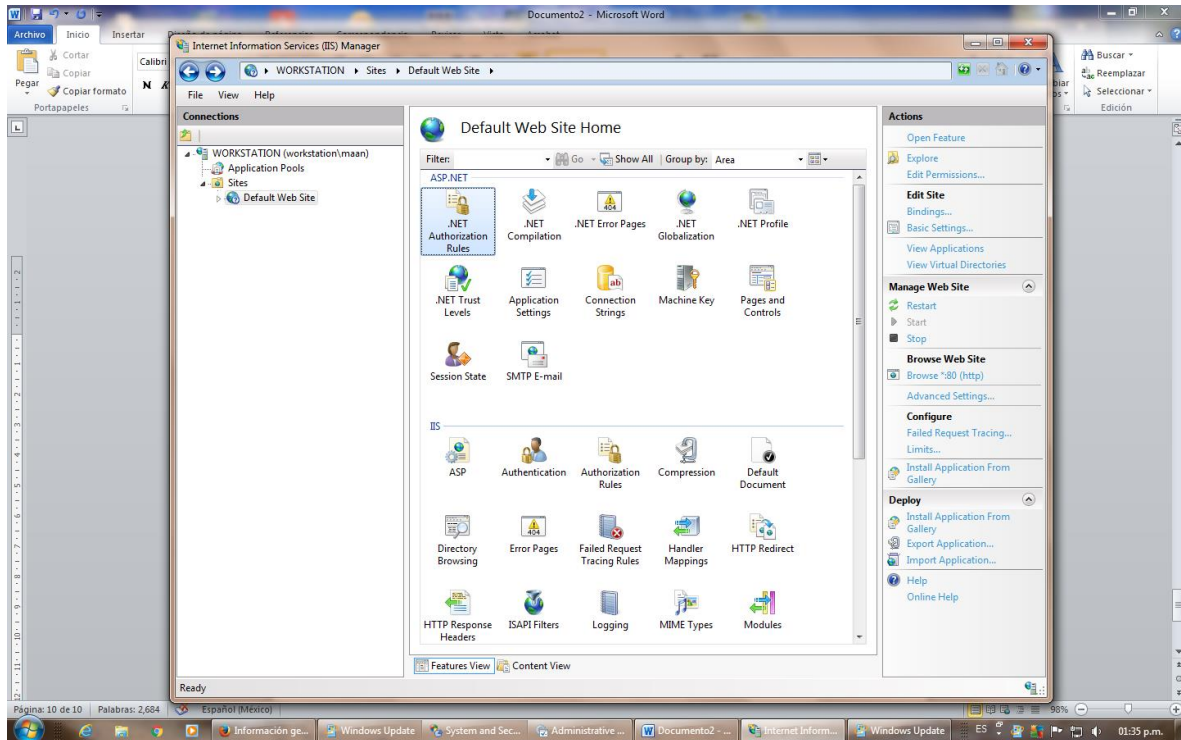 Documento2 - Microsoft Word
Archivo
Inicio
Insertar
Cortar
Copiar
Pegar
Copiar formato
Portapapeles
Calibri
N
Buscar
Reemplazar
Seleccionar
Edición
Internet Information Services (IIS) Manager
WORKSTATION
Sites
Default Web Site
File View Help
Connections
WORKSTATION (workstation\maan)
Application Pools
Sites
Default Web Site
Default Web Site Home
Filter: Go Show All Group by: Area
ASP.NET
.NET Authorization Rules
.NET Compilation
.NET Error Pages
.NET Globalization
.NET Profile
.NET Trust Levels
Application Settings
Connection Strings
Machine Key
Pages and Controls
Session State
SMTP E-mail
IIS
ASP
Authentication
Authorization Rules
Compression
Default Document
Directory Browsing
Error Pages
Failed Request Tracing Rules
Handler Mappings
HTTP Redirect
HTTP Response Headers
ISAPI Filters
Logging
MIME Types
Modules
Features View
Content View
Actions
Open Feature
Explore
Edit Permissions...
Edit Site
Bindings...
Basic Settings...
View Applications
View Virtual Directories
Manage Web Site
Restart
Start
Stop
Browse Web Site
Browse *:80 (http)
Advanced Settings...
Configure
Failed Request Tracing...
Limits...
Install Application From
Gallery
Deploy
Install Application From
Gallery
Export Application...
Import Application...
Help
Online Help
Ready
Página: 10 de 10
Palabras: 2,684
Español (México)
98%
Información ge...
Windows Update
System and Sec...
Administrative ...
Documento2 - ...
Internet Inform...
Windows Update
ES
01:35 p.m.